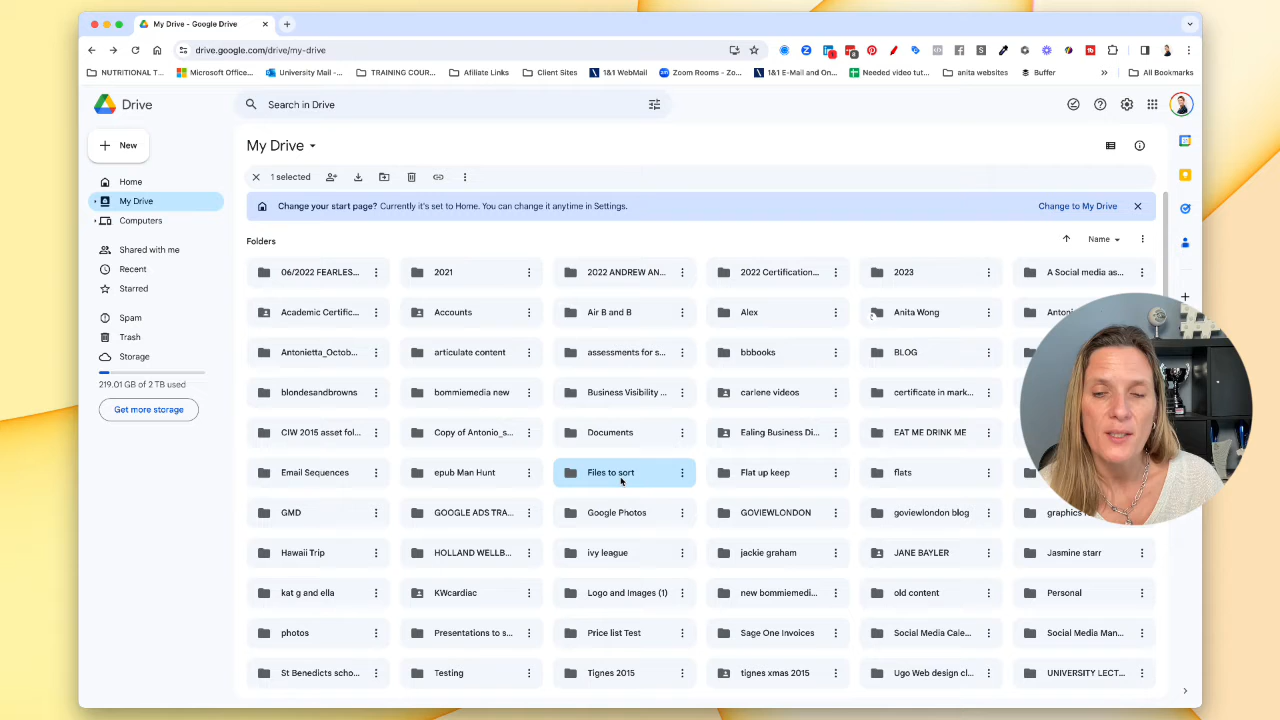 My Drive - Google Drive
drive.google.com/drive/my-drive
NUTRITIONAL T...
Microsoft Office...
University Mail -...
TRAINING COUR...
Afiliate Links
Client Sites
1&1 WebMail
Zoom Rooms - Zo...
1&1 E-Mail and On...
Needed video tut...
anita websites
Buffer
All Bookmarks
Drive
Search in Drive
New
My Drive
Home
My Drive
Computers
Shared with me
Recent
Starred
Spam
Trash
Storage
219.01 GB of 2 TB used
Get more storage
1 selected
Change your start page? Currently it's set to Home. You can change it anytime in Settings.
Change to My Drive
Folders
Name
06/2022 FEARLES...
2021
2022 ANDREW AN...
2022 Certification...
2023
A Social media as...
Academic Certific...
Accounts
Air B and B
Alex
Anita Wong
Antonietta_Octob...
articulate content
assessments for s...
bbbooks
BLOG
blondesandbrowns
bommiemedia new
Business Visibility ...
carlene videos
certificate in mark...
CIW 2015 asset fol...
Copy of Antonio_s...
Documents
Ealing Business Di...
EAT ME DRINK ME
Email Sequences
epub Man Hunt
Files to sort
Flat up keep
flats
GMD
GOOGLE ADS TRA...
Google Photos
GOVIEWLONDON
goviewlondon blog
Hawaii Trip
HOLLAND WELLB...
ivy league
jackie graham
JANE BAYLER
Jasmine starr
kat g and ella
KWcardiac
Logo and Images (1)
new bommiemedi...
old content
Personal
photos
Presentations to s...
Price list Test
Sage One Invoices
Social Media Cale...
Social Media Man...
St Benedicts scho...
Testing
Tignes 2015
tignes xmas 2015
Ugo Web design cl...
UNIVERSITY LECT...